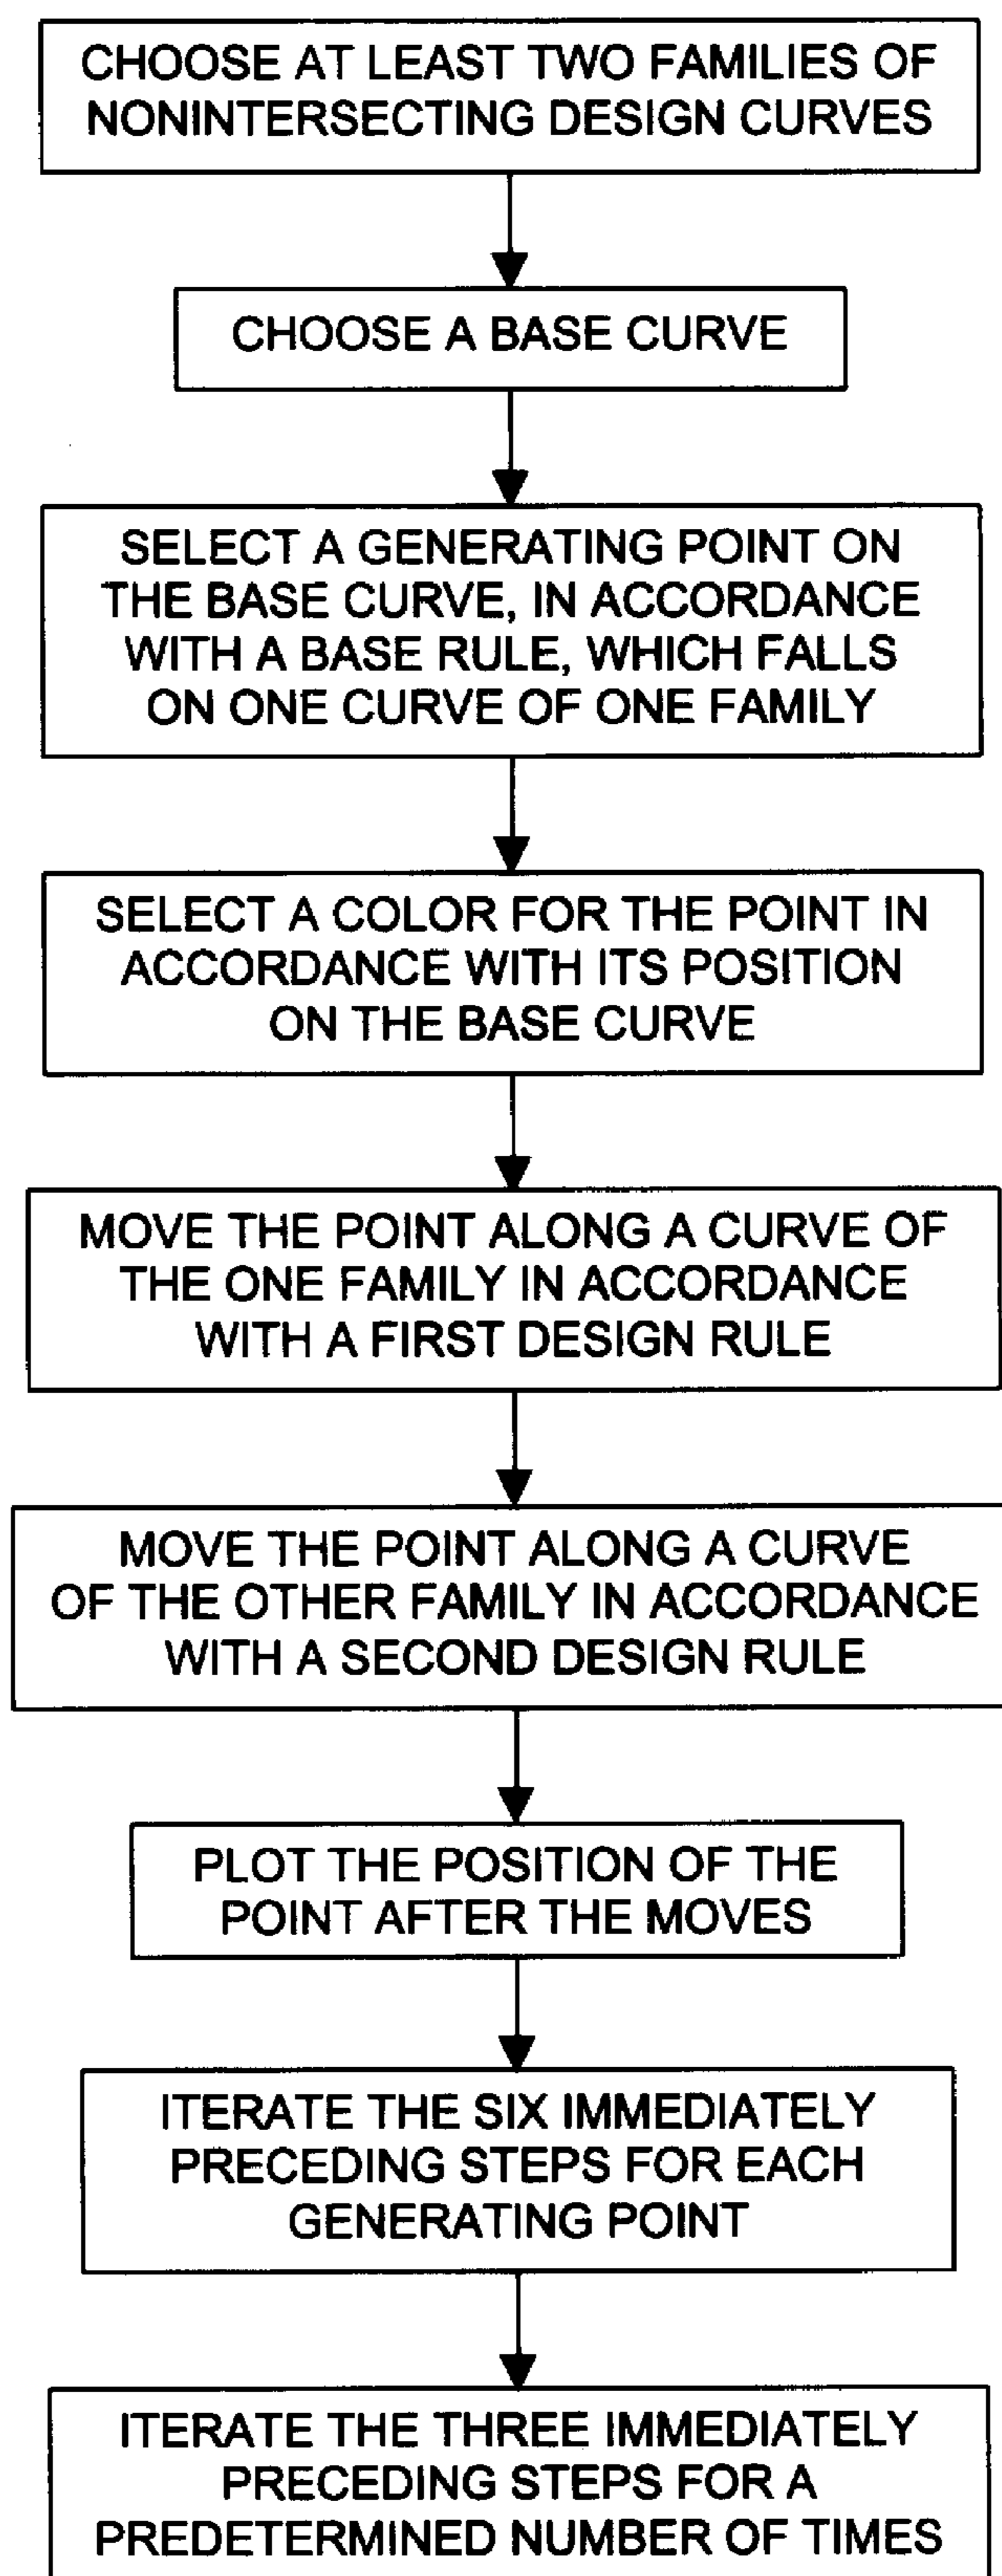 CHOOSE AT LEAST TWO FAMILIES OF
NONINTERSECTING DESIGN CURVES
CHOOSE A BASE CURVE
SELECT A GENERATING POINT ON
THE BASE CURVE, IN ACCORDANCE
WITH A BASE RULE, WHICH FALLS
ON ONE CURVE OF ONE FAMILY
SELECT A COLOR FOR THE POINT IN
ACCORDANCE WITH ITS POSITION
ON THE BASE CURVE
MOVE THE POINT ALONG A CURVE OF
THE ONE FAMILY IN ACCORDANCE
WITH A FIRST DESIGN RULE
MOVE THE POINT ALONG A CURVE
OF THE OTHER FAMILY IN ACCORDANCE
WITH A SECOND DESIGN RULE
PLOT THE POSITION OF THE
POINT AFTER THE MOVES
ITERATE THE SIX IMMEDIATELY
PRECEDING STEPS FOR EACH
GENERATING POINT
ITERATE THE THREE IMMEDIATELY
PRECEDING STEPS FOR A
PREDETERMINED NUMBER OF TIMES